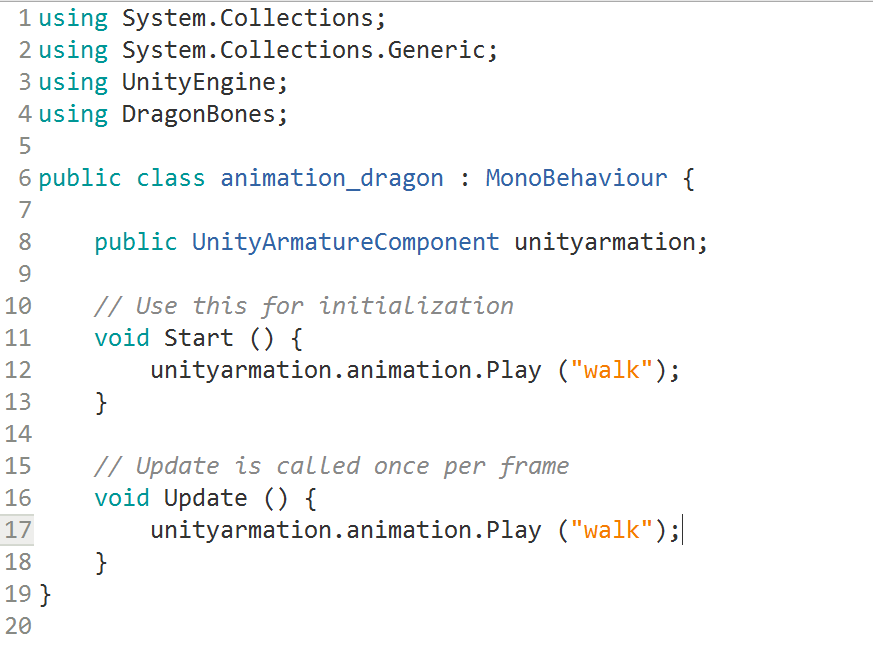 1 using System.Collections;
2 using System.Collections.Generic;
3 using UnityEngine;
4 using DragonBones;
5
6 public class animation_dragon : MonoBehaviour {
7
8     public UnityArmatureComponent unityarmation;
9
10     // Use this for initialization
11     void Start () {
12         unityarmation.animation.Play ("walk");
13     }
14
15     // Update is called once per frame
16     void Update () {
17         unityarmation.animation.Play ("walk");
18     }
19 }
20